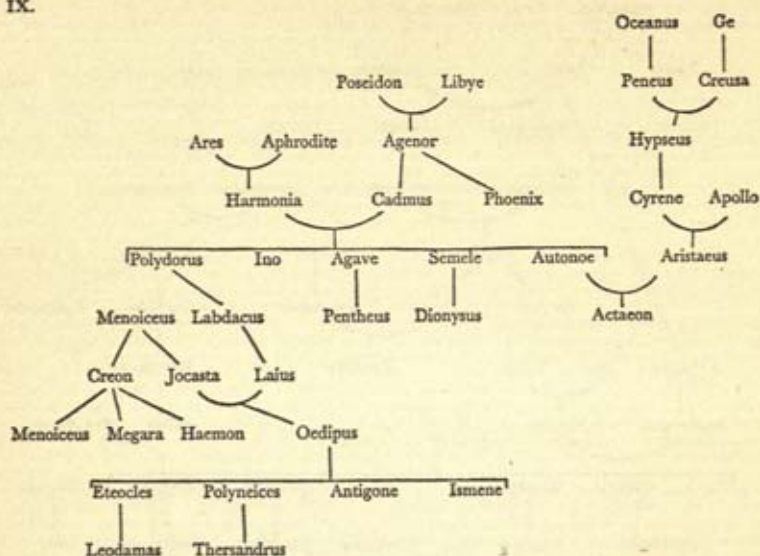 IX.
Oceanus Ge
Poseidon Libye Peneus Creusa
Ares Aphrodite Agenor Hypseus
Harmonia Cadmus Phoenix Cyrene Apollo
Polydorus Ino Agave Semele Autonoe Aristaeus
Menoiceus Labdacus Pentheus Dionysus Actaeon
Creon Jocasta Laius
Menoiceus Megara Haemon Oedipus
Eteocles Polyneices Antigone Ismene
Leodamas Thersandrus